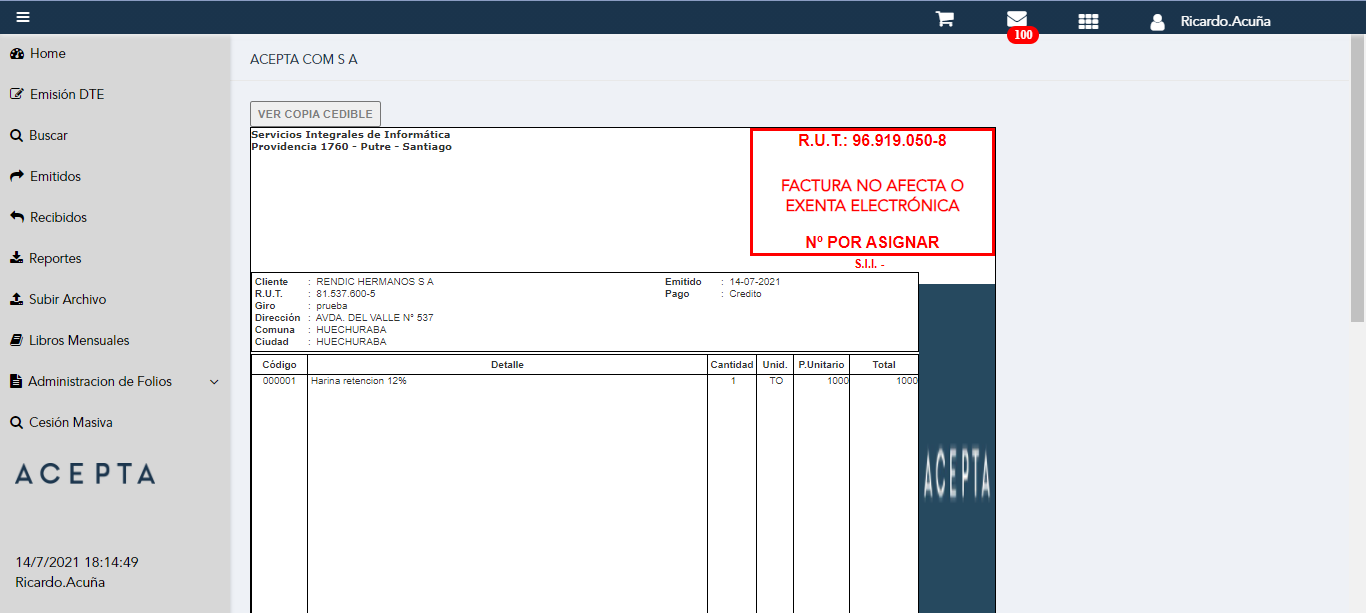 Ricardo.Acuña
100
Home
Emisión DTE
Buscar
Emitidos
Recibidos
Reportes
Subir Archivo
Libros Mensuales
Administracion de Folios
Cesión Masiva
ACEPTA
14/7/2021 18:14:49
Ricardo.Acuña
ACEPTA COM S A
VER COPIA CEDIBLE
Servicios Integrales de Informática
Providencia 1760 - Putre - Santiago
R.U.T.: 96.919.050-8
FACTURA NO AFECTA O
EXENTA ELECTRÓNICA
Nº POR ASIGNAR
S.I.I. -
Cliente : RENDIC HERMANOS S A Emitido : 14-07-2021
R.U.T. : 81.537.600-5 Pago : Credito
Giro : prueba
Dirección : AVDA. DEL VALLE N° 537
Comuna : HUECHURABA
Ciudad : HUECHURABA
Código Detalle Cantidad Unid. P.Unitario Total
000001 Harina retencion 12% 1 TO 1000 1000
ACEPTA